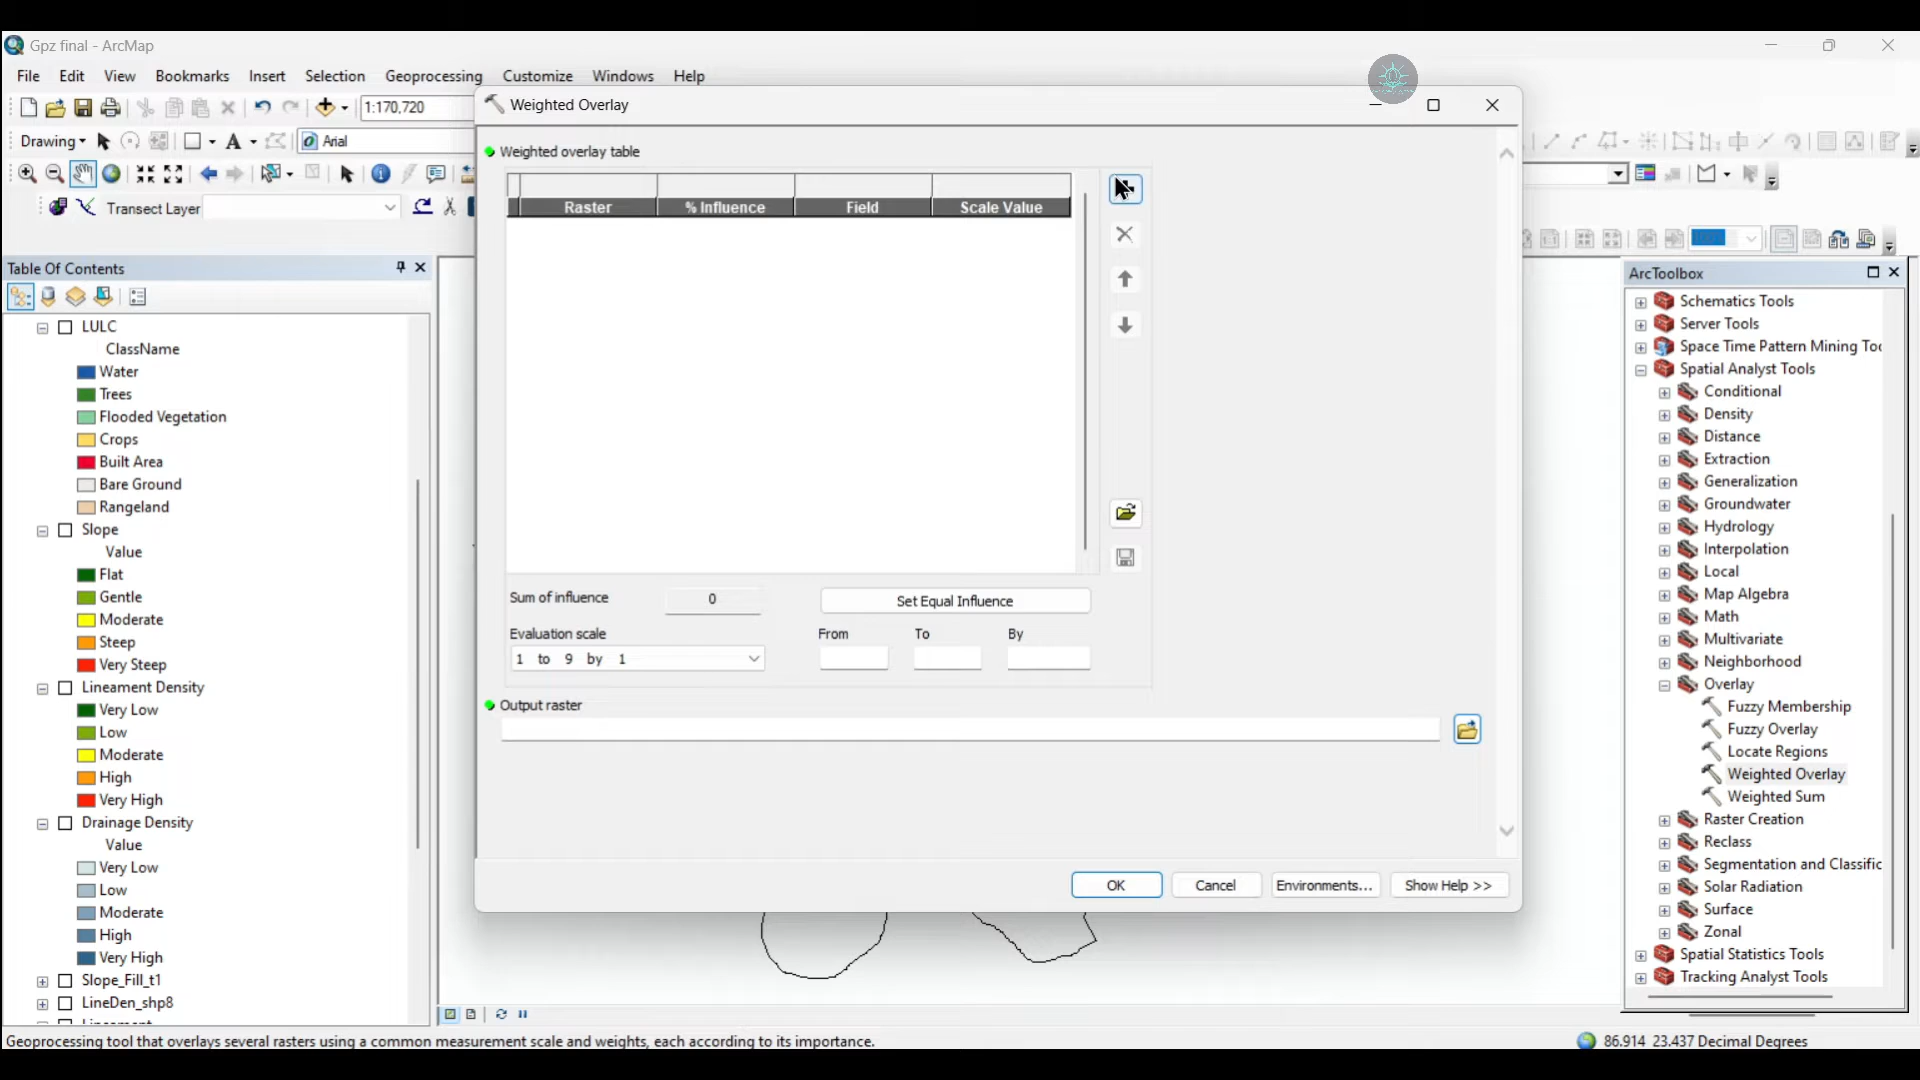 Gpz final - ArcMap
File Edit View Bookmarks Insert Selection Geoprocessing Customize Windows Help
1:170,720
Drawing
Arial
Transect Layer
Table Of Contents
LULC
ClassName
Water
Trees
Flooded Vegetation
Crops
Built Area
Bare Ground
Rangeland
Slope
Value
Flat
Gentle
Moderate
Steep
Very Steep
Lineament Density
Very Low
Low
Moderate
High
Very High
Drainage Density
Value
Very Low
Low
Moderate
High
Very High
Slope_Fill_t1
LineDen_shp8
Weighted Overlay
Weighted overlay table
Raster % Influence Field Scale Value
Sum of influence 0 Set Equal Influence
Evaluation scale From To By
1 to 9 by 1
Output raster
OK Cancel Environments... Show Help >>
ArcToolbox
Schematics Tools
Server Tools
Space Time Pattern Mining Too
Spatial Analyst Tools
Conditional
Density
Distance
Extraction
Generalization
Groundwater
Hydrology
Interpolation
Local
Map Algebra
Math
Multivariate
Neighborhood
Overlay
Fuzzy Membership
Fuzzy Overlay
Locate Regions
Weighted Overlay
Weighted Sum
Raster Creation
Reclass
Segmentation and Classific
Solar Radiation
Surface
Zonal
Spatial Statistics Tools
Tracking Analyst Tools
Geoprocessing tool that overlays several rasters using a common measurement scale and weights, each according to its importance.
86.914 23.437 Decimal Degrees